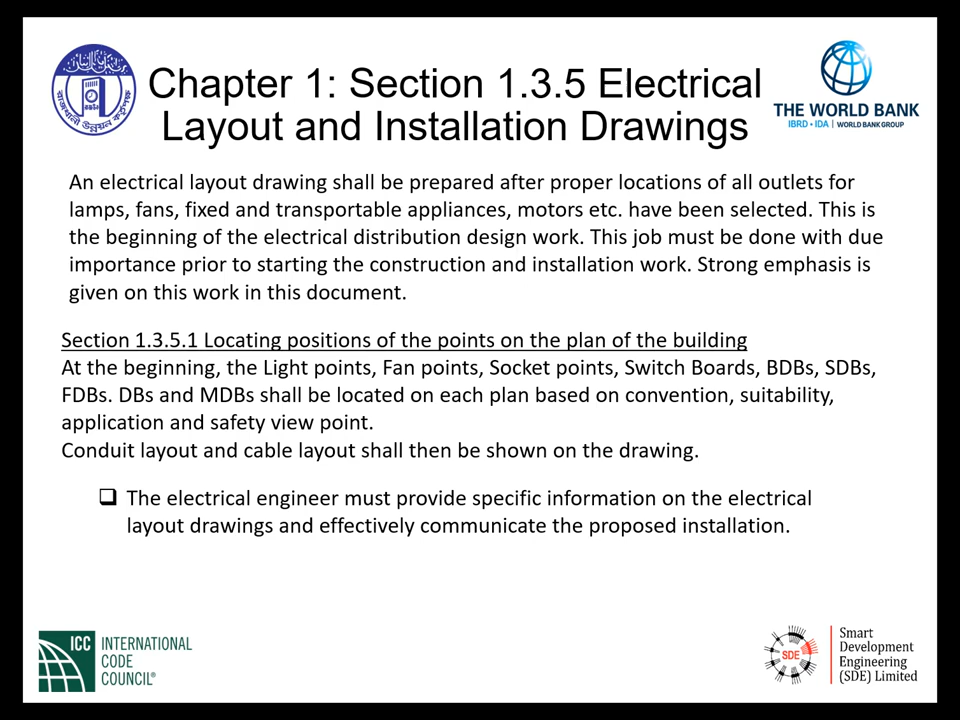 Chapter 1: Section 1.3.5 Electrical
Layout and Installation Drawings
THE WORLD BANK
IBRD • IDA | WORLD BANK GROUP
An electrical layout drawing shall be prepared after proper locations of all outlets for
lamps, fans, fixed and transportable appliances, motors etc. have been selected. This is
the beginning of the electrical distribution design work. This job must be done with due
importance prior to starting the construction and installation work. Strong emphasis is
given on this work in this document.
Section 1.3.5.1 Locating positions of the points on the plan of the building
At the beginning, the Light points, Fan points, Socket points, Switch Boards, BDBs, SDBs,
FDBs. DBs and MDBs shall be located on each plan based on convention, suitability,
application and safety view point.
Conduit layout and cable layout shall then be shown on the drawing.
The electrical engineer must provide specific information on the electrical
layout drawings and effectively communicate the proposed installation.
ICC
INTERNATIONAL
CODE
COUNCIL®
SDE
Smart
Development
Engineering
(SDE) Limited